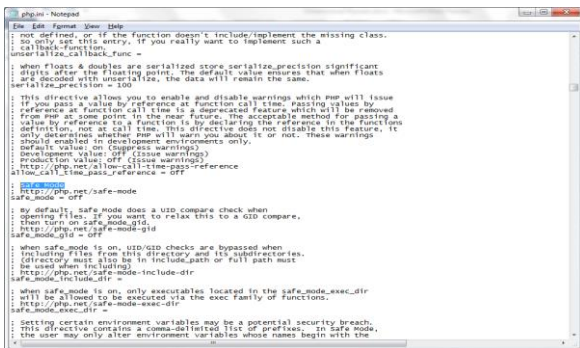 php.ini - Notepad
File Edit Format View Help
; not defined, or if the function doesn't include/implement the missing class.
; so only set this entry, if you really want to implement such a
; callback-function.
unserialize_callback_func =
; when floats & doubles are serialized store serialize_precision significant
; digits after the floating point. The default value ensures that when floats
; are decoded with unserialize, the data will remain the same.
serialize_precision = 100
; This directive allows you to enable and disable warnings which PHP will issue
; if you pass a value by reference at function call time. Passing values by
; reference at function call time is a deprecated feature which will be removed
; from PHP at some point in the near future. The acceptable method for passing a
; value by reference to a function is by declaring the reference in the functions
; definition, not at call time. This directive does not disable this feature, it
; only determines whether PHP will warn you about it or not. These warnings
; should enabled in development environments only.
; Default Value: On (Suppress warnings)
; Development Value: Off (Issue warnings)
; Production Value: Off (Issue warnings)
; http://php.net/allow-call-time-pass-reference
allow_call_time_pass_reference = Off
; Safe Mode
; http://php.net/safe-mode
safe_mode = Off
; By default, Safe Mode does a UID compare check when
; opening files. If you want to relax this to a GID compare,
; then turn on safe_mode_gid.
; http://php.net/safe-mode-gid
safe_mode_gid = Off
; when safe_mode is on, UID/GID checks are bypassed when
; including files from this directory and its subdirectories.
; (directory must also be in include_path or full path must
; be used when including)
; http://php.net/safe-mode-include-dir
safe_mode_include_dir =
; when safe_mode is on, only executables located in the safe_mode_exec_dir
; will be allowed to be executed via the exec family of functions.
; http://php.net/safe-mode-exec-dir
safe_mode_exec_dir =
; Setting certain environment variables may be a potential security breach.
; This directive contains a comma-delimited list of prefixes. In Safe Mode,
; the user may only alter environment variables whose names begin with the